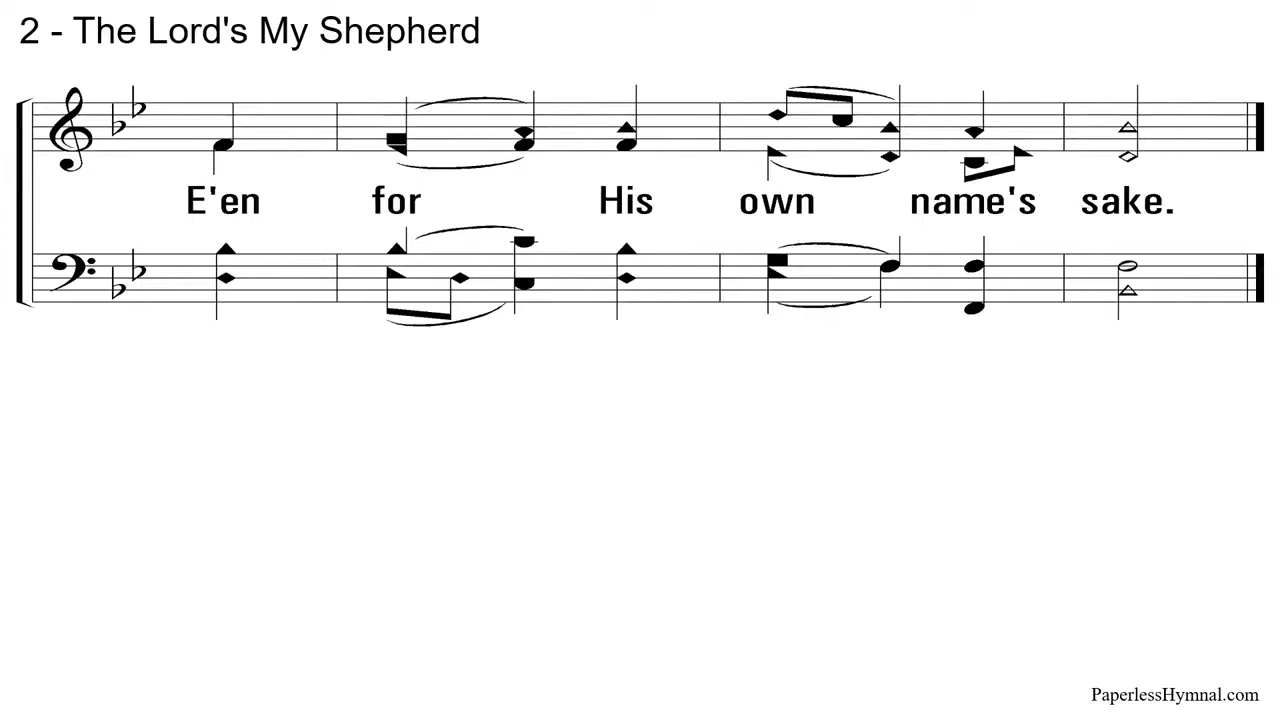 2 - The Lord's My Shepherd
E'en for His own name's sake.
PaperlessHymnal.com